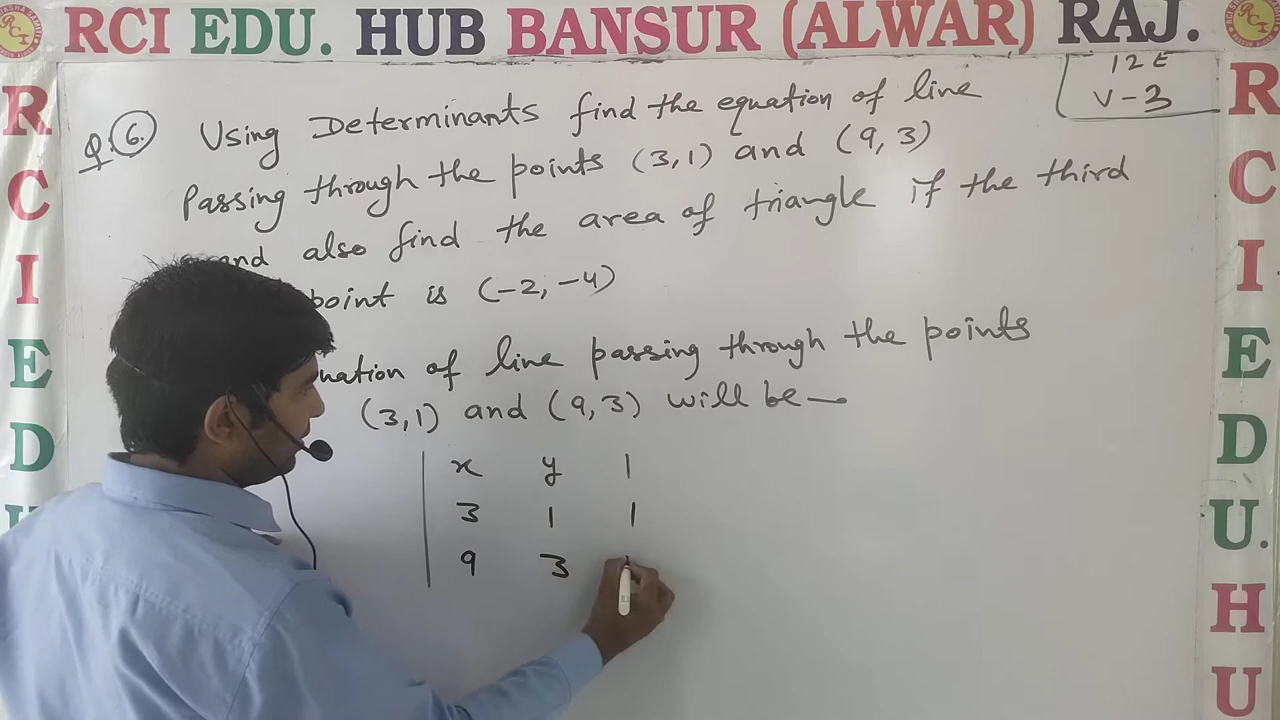 RCI EDU. HUB BANSUR (ALWAR) RAJ.
12E
V-3
Q.6. Using Determinants find the equation of line
Passing through the points (3,1) and (9,3)
and also find the area of triangle if the third
point is (-2,-4)
of line passing through the points
(3,1) and (9,3) will be—
x y 1
3 1 1
9 3
R
C
I
E
D
U
R
C
I
E
D
U.
H
U